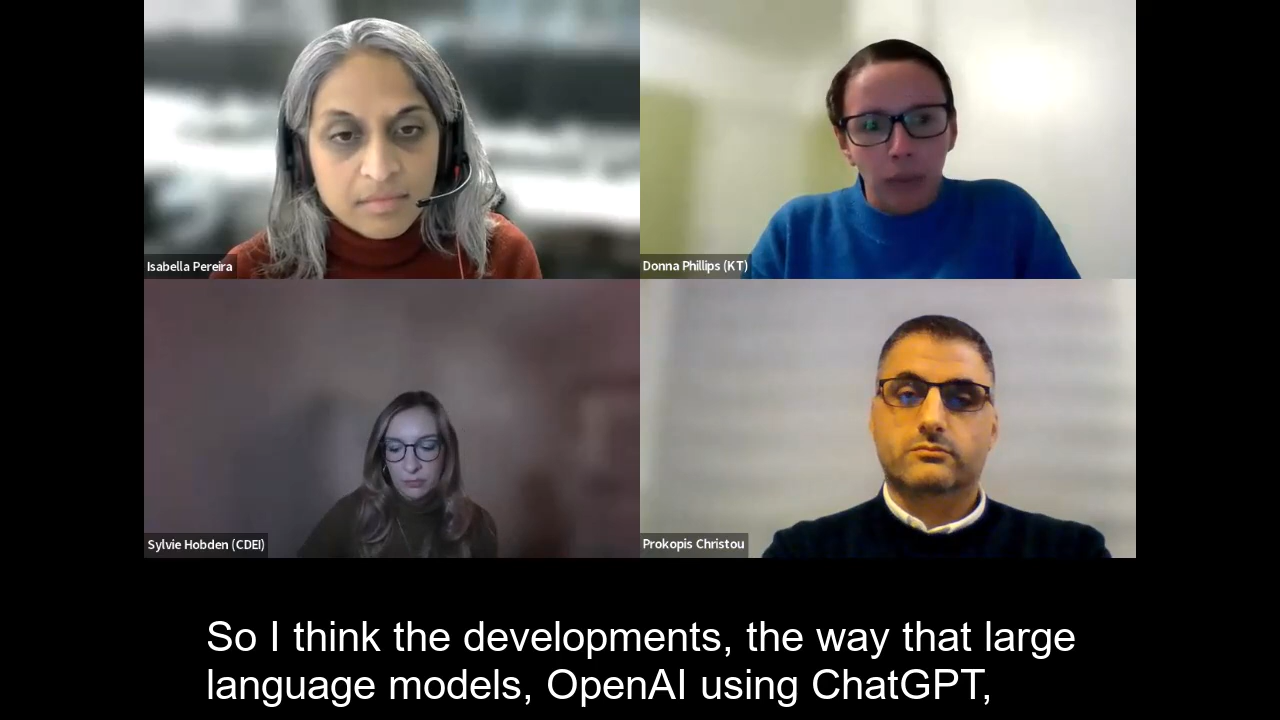 Isabella Pereira
Donna Phillips (KT)
Sylvie Hobden (CDEI)
Prokopis Christou
So I think the developments, the way that large
language models, OpenAI using ChatGPT,